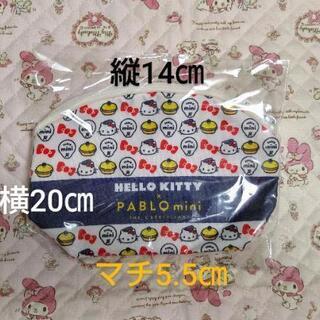 縦14㎝
横20㎝
HELLO KITTY
×
PABLO mini
マチ5.5㎝